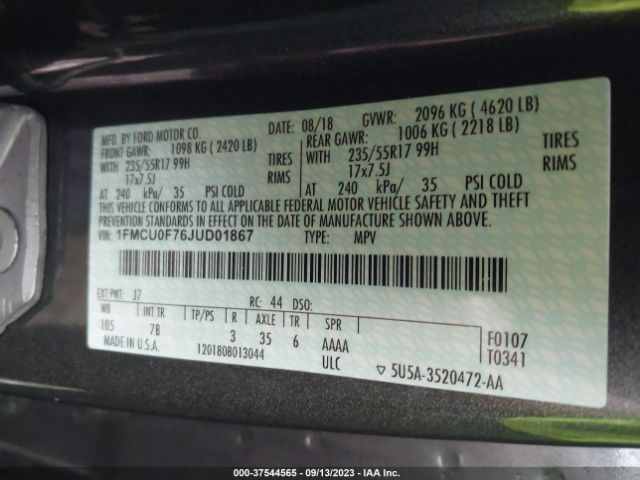 MFD. BY FORD MOTOR CO.
08/18 GVWR: 2096 KG ( 4620 LB)
FRONT GAWR: 1098 KG ( 2420 LB)
REAR GAWR: 1006 KG ( 2218 LB)
WITH 235/55R17 99H TIRES
17x7.5J RIMS
WITH 235/55R17 99H TIRES
17x7.5J RIMS
AT 240 kPa/ 35 PSI COLD
AT 240 kPa/ 35 PSI COLD
THIS VEHICLE CONFORMS TO ALL APPLICABLE FEDERAL MOTOR VEHICLE SAFETY AND THEFT
PREVENTION STANDARDS IN EFFECT ON THE DATE OF MANUFACTURE SHOWN ABOVE.
VIN: 1FMCU0F76JUD01867 TYPE: MPV
EXT PNT: J7 RC: 44 DSO:
WB INT TR TP/PS R AXLE TR SPR
105 7B 3 35 6 AAAA
F0107
T0341
MADE IN U.S.A. 1201808013044 ULC
▽ 5U5A-3520472-AA
000-37544565 - 09/13/2023 - IAA Inc.